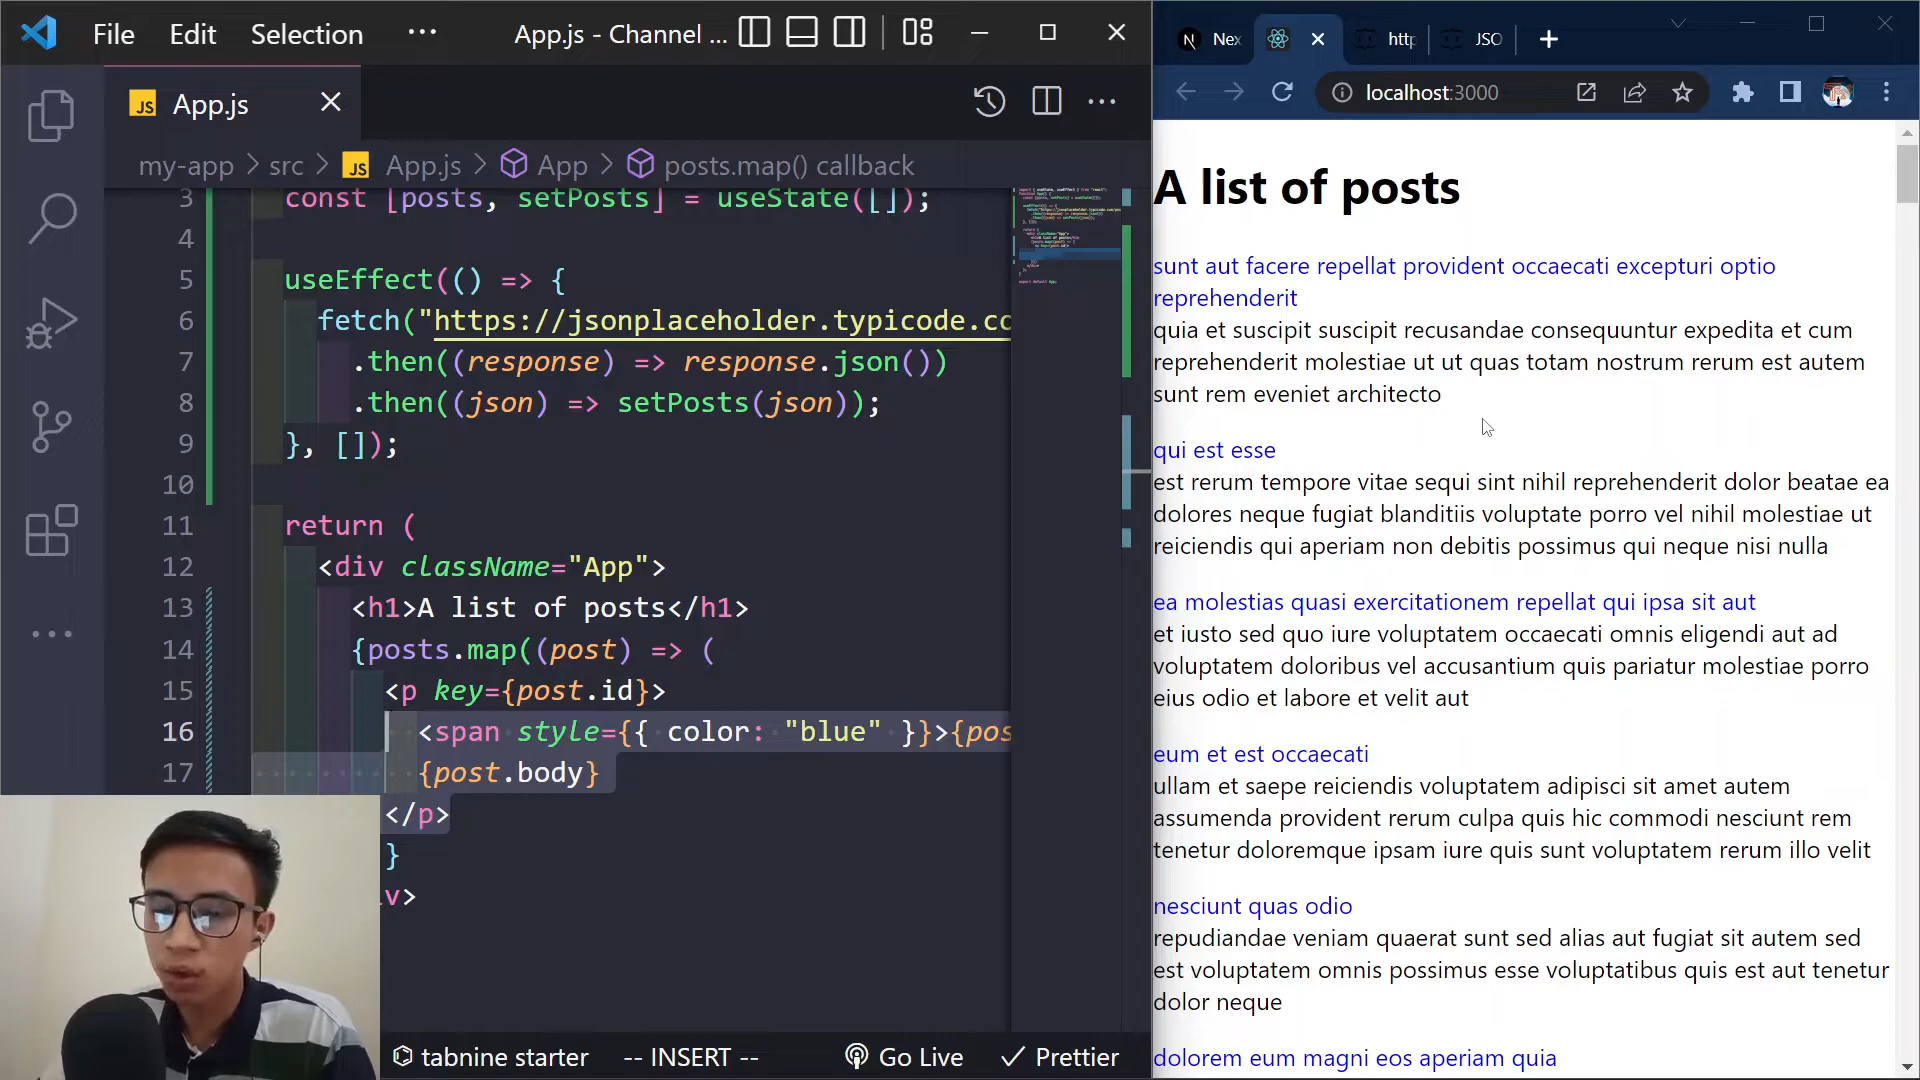 File Edit Selection ··· App.js - Channel ...
JS App.js
my-app > src > JS App.js > App > posts.map() callback
3 const [posts, setPosts] = useState([]);
4
5 useEffect(() => {
6 fetch("https://jsonplaceholder.typicode.co
7 .then((response) => response.json())
8 .then((json) => setPosts(json));
9 }, []);
10
11 return (
12 <div className="App">
13 <h1>A list of posts</h1>
14 {posts.map((post) => (
15 <p key={post.id}>
16 <span style={{ color: "blue" }}>{pos
17 {post.body}
</p>
}
v>
tabnine starter -- INSERT -- Go Live Prettier
N Nex http JSO
localhost:3000
A list of posts
sunt aut facere repellat provident occaecati excepturi optio
reprehenderit
quia et suscipit suscipit recusandae consequuntur expedita et cum
reprehenderit molestiae ut ut quas totam nostrum rerum est autem
sunt rem eveniet architecto
qui est esse
est rerum tempore vitae sequi sint nihil reprehenderit dolor beatae ea
dolores neque fugiat blanditiis voluptate porro vel nihil molestiae ut
reiciendis qui aperiam non debitis possimus qui neque nisi nulla
ea molestias quasi exercitationem repellat qui ipsa sit aut
et iusto sed quo iure voluptatem occaecati omnis eligendi aut ad
voluptatem doloribus vel accusantium quis pariatur molestiae porro
eius odio et labore et velit aut
eum et est occaecati
ullam et saepe reiciendis voluptatem adipisci sit amet autem
assumenda provident rerum culpa quis hic commodi nesciunt rem
tenetur doloremque ipsam iure quis sunt voluptatem rerum illo velit
nesciunt quas odio
repudiandae veniam quaerat sunt sed alias aut fugiat sit autem sed
est voluptatem omnis possimus esse voluptatibus quis est aut tenetur
dolor neque
dolorem eum magni eos aperiam quia